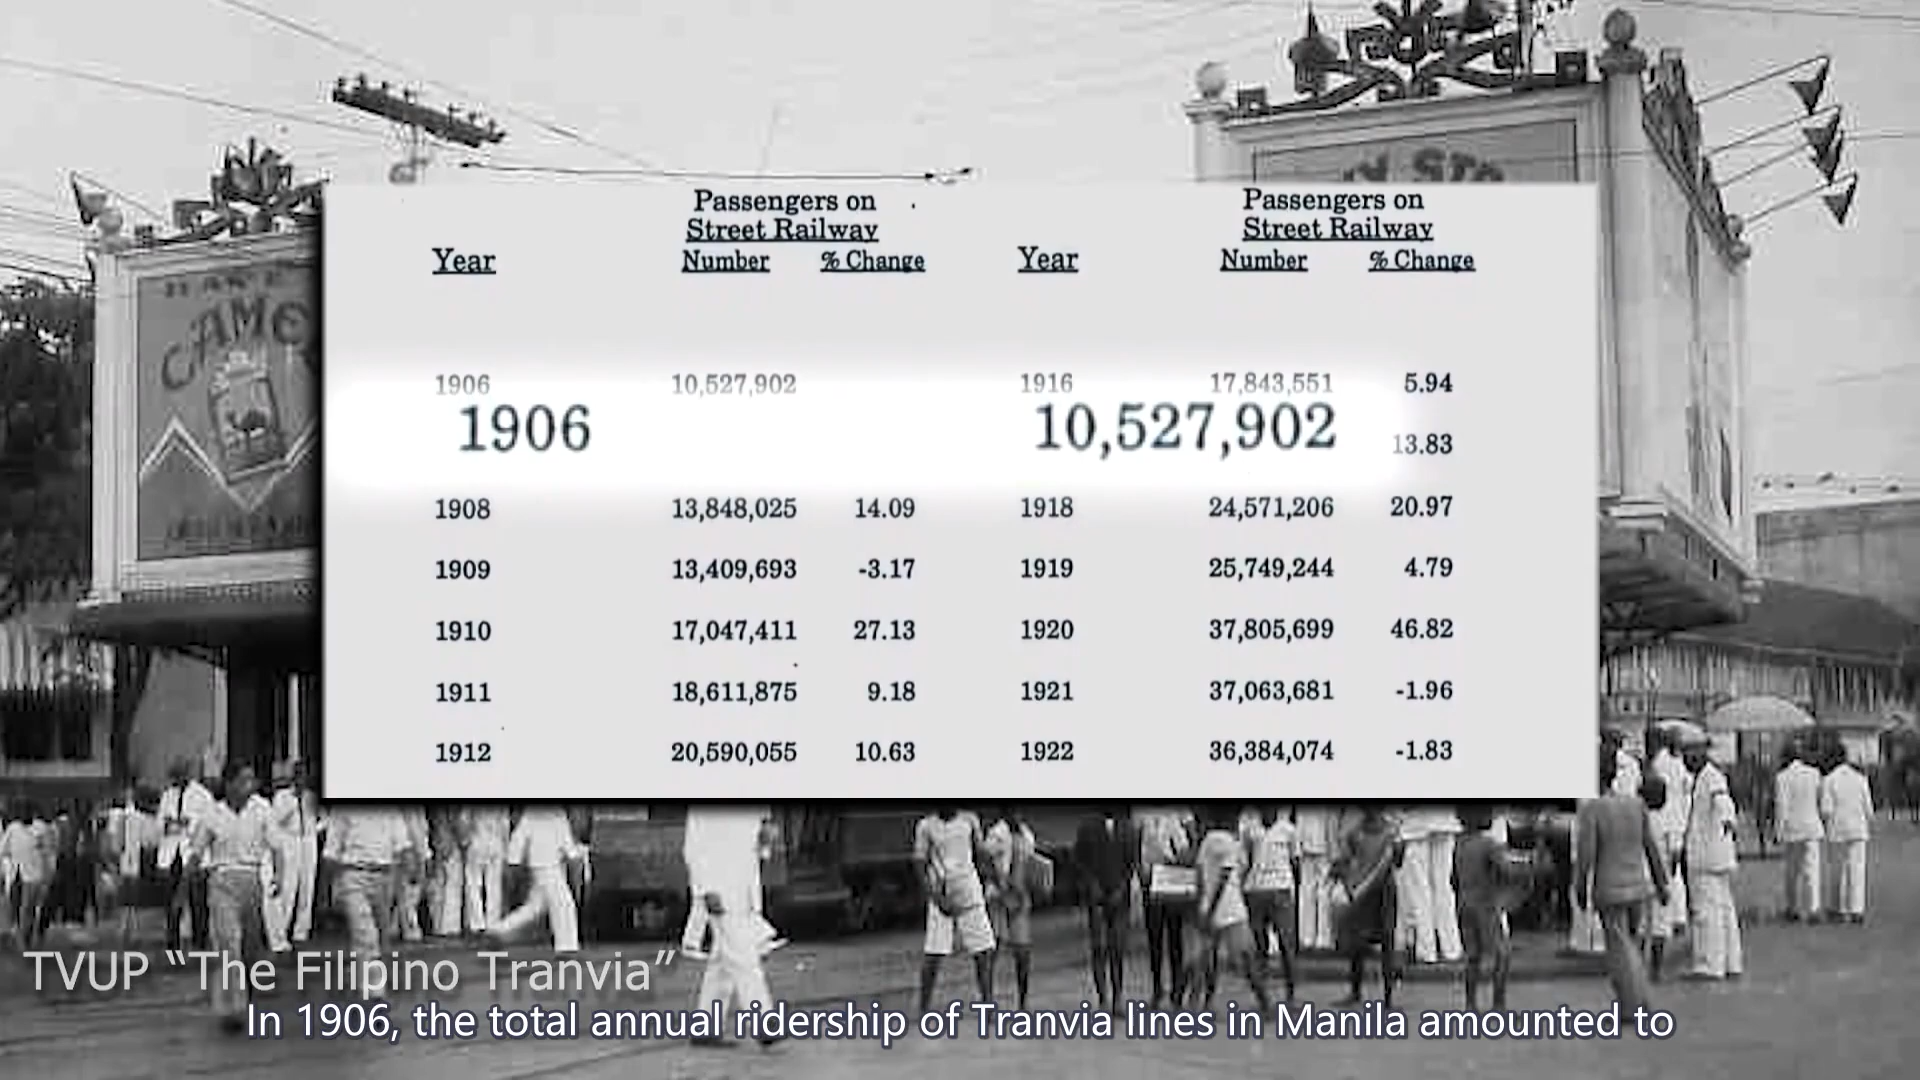 CAME
Passengers on Passengers on
Street Railway Street Railway
Year Number % Change Year Number % Change
1906 10,527,902 1916 17,843,551 5.94
1906 10,527,902 13.83
1908 13,848,025 14.09 1918 24,571,206 20.97
1909 13,409,693 -3.17 1919 25,749,244 4.79
1910 17,047,411 27.13 1920 37,805,699 46.82
1911 18,611,875 9.18 1921 37,063,681 -1.96
1912 20,590,055 10.63 1922 36,384,074 -1.83
TVUP “The Filipino Tranvia”
In 1906, the total annual ridership of Tranvia lines in Manila amounted to